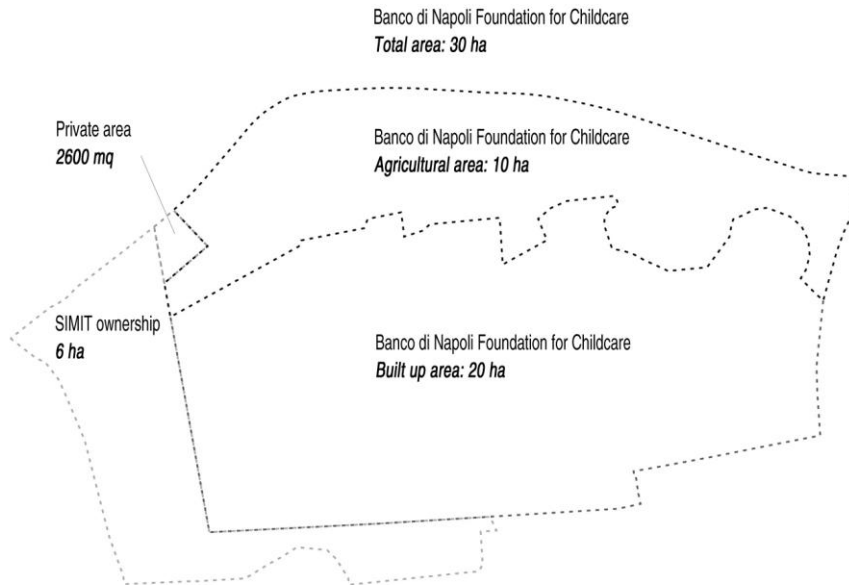 Banco di Napoli Foundation for Childcare
Total area: 30 ha
Private area
2600 mq
Banco di Napoli Foundation for Childcare
Agricultural area: 10 ha
SIMIT ownership
6 ha
Banco di Napoli Foundation for Childcare
Built up area: 20 ha